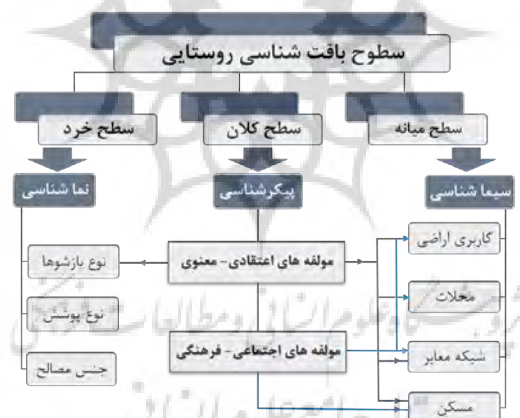 سطوح بافت شناسی روستایی
سطح میانه
سطح کلان
سطح خرد
سیما شناسی
پیکرشناسی
نما شناسی
کاربری اراضی
محلات
شبکه معابر
مسکن
مولفه های اعتقادی- معنوی
مولفه های اجتماعی- فرهنگی
نوع بازشوها
نوع پوشش
جنس مصالح